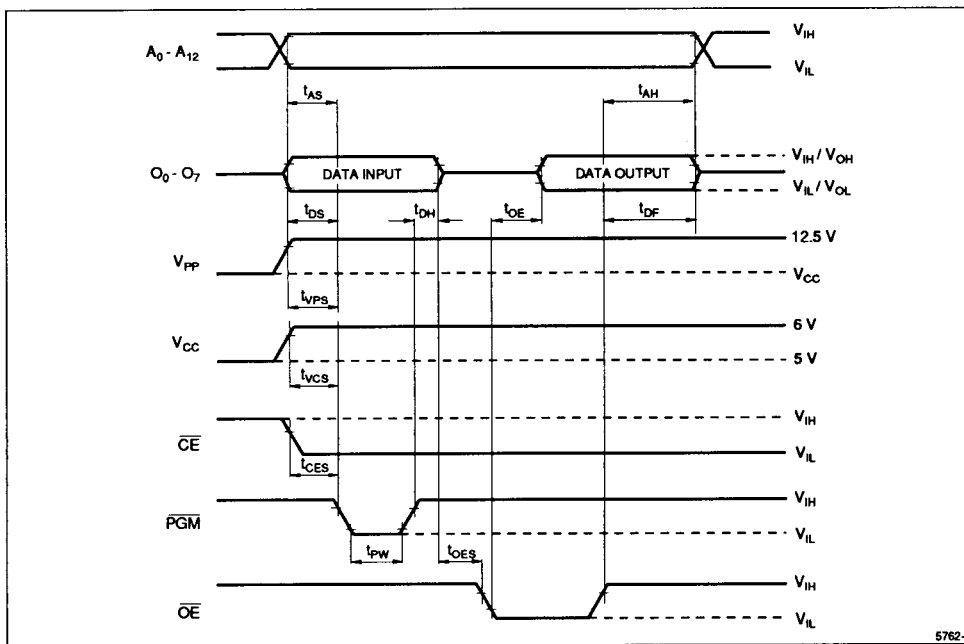 A0 - A12
VIH
VIL
tAS
tAH
O0 - O7
DATA INPUT
DATA OUTPUT
VIH / VOH
VIL / VOL
tDS
tDH
tOE
tDF
VPP
12.5 V
VCC
tVPS
VCC
6 V
5 V
tVCS
CE
VIH
VIL
tCES
PGM
VIH
VIL
tPW
tOES
OE
VIH
VIL
5762-